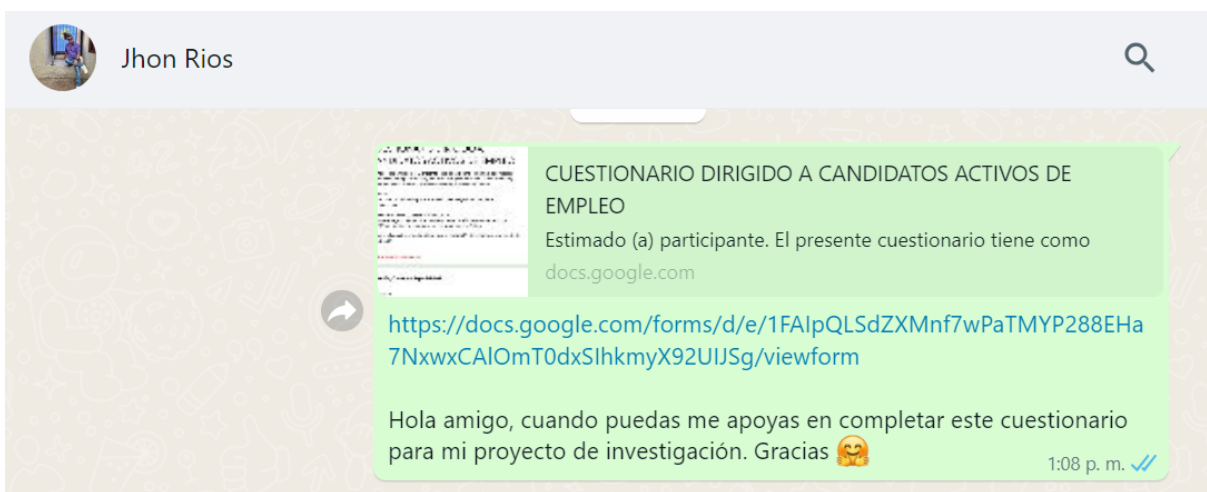 Jhon Rios
CUESTIONARIO DIRIGIDO A CANDIDATOS ACTIVOS DE
EMPLEO
Estimado (a) participante. El presente cuestionario tiene como
docs.google.com
https://docs.google.com/forms/d/e/1FAIpQLSdZXMnf7wPaTMYP288EHa
7NxwxCAlOmT0dxSIhkmyX92UIJSg/viewform
Hola amigo, cuando puedas me apoyas en completar este cuestionario
para mi proyecto de investigación. Gracias 🤗
1:08 p. m.